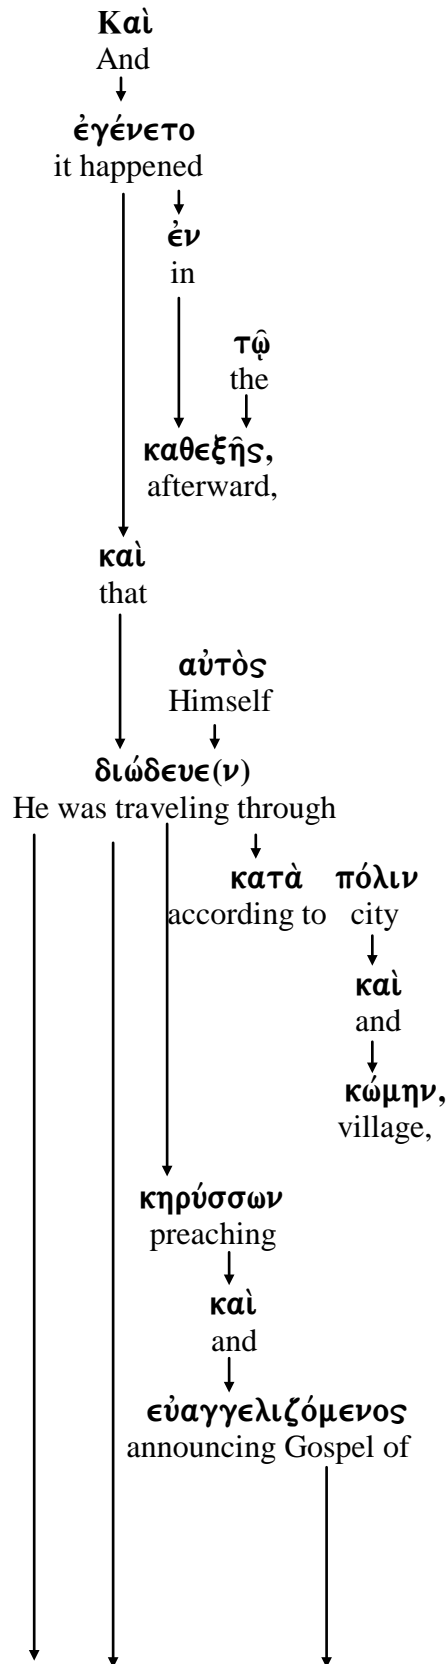 Καὶ
And
ἐγένετο
it happened
ἐν
in
τῷ
the
καθεξῆς,
afterward,
καὶ
that
αὐτὸς
Himself
διώδευε(ν)
He was traveling through
κατὰ πόλιν
according to city
καὶ
and
κώμην,
village,
κηρύσσων
preaching
καὶ
and
εὐαγγελιζόμενος
announcing Gospel of